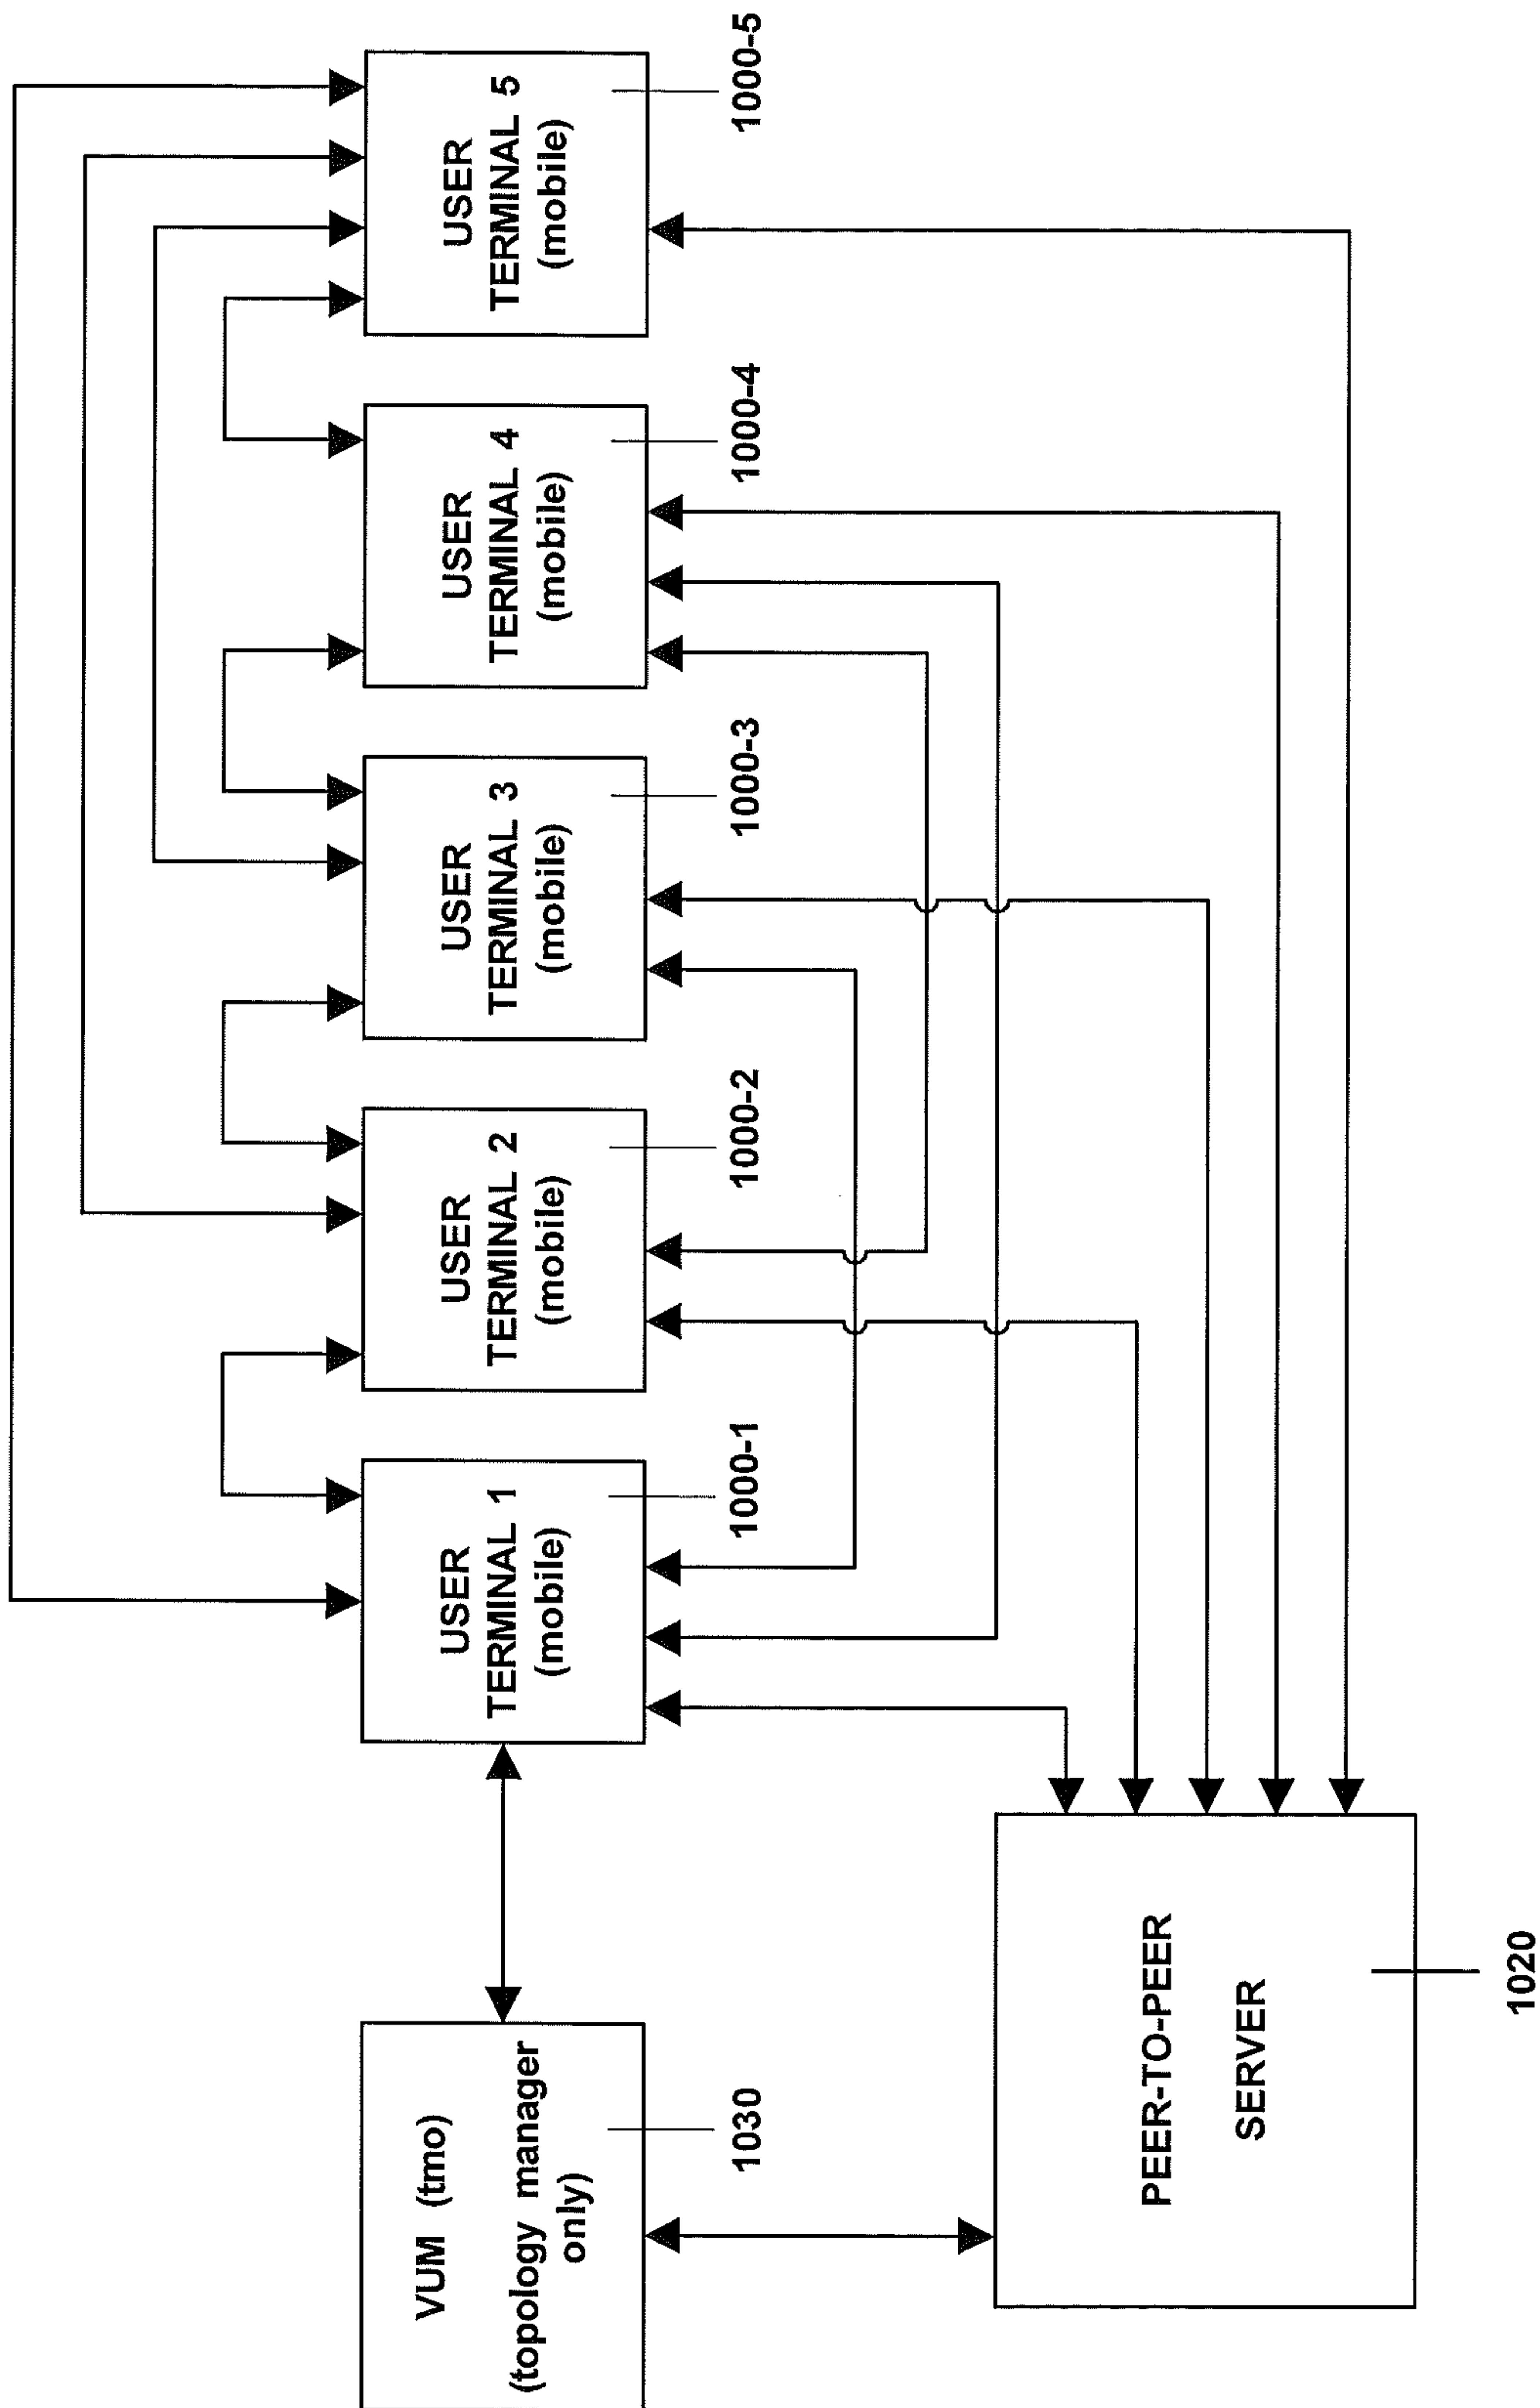 VUM (tmo)
(topology manager
only)
1030
USER
TERMINAL 1
(mobile)
1000-1
USER
TERMINAL 2
(mobile)
1000-2
USER
TERMINAL 3
(mobile)
1000-3
USER
TERMINAL 4
(mobile)
1000-4
USER
TERMINAL 5
(mobile)
1000-5
PEER-TO-PEER
SERVER
1020